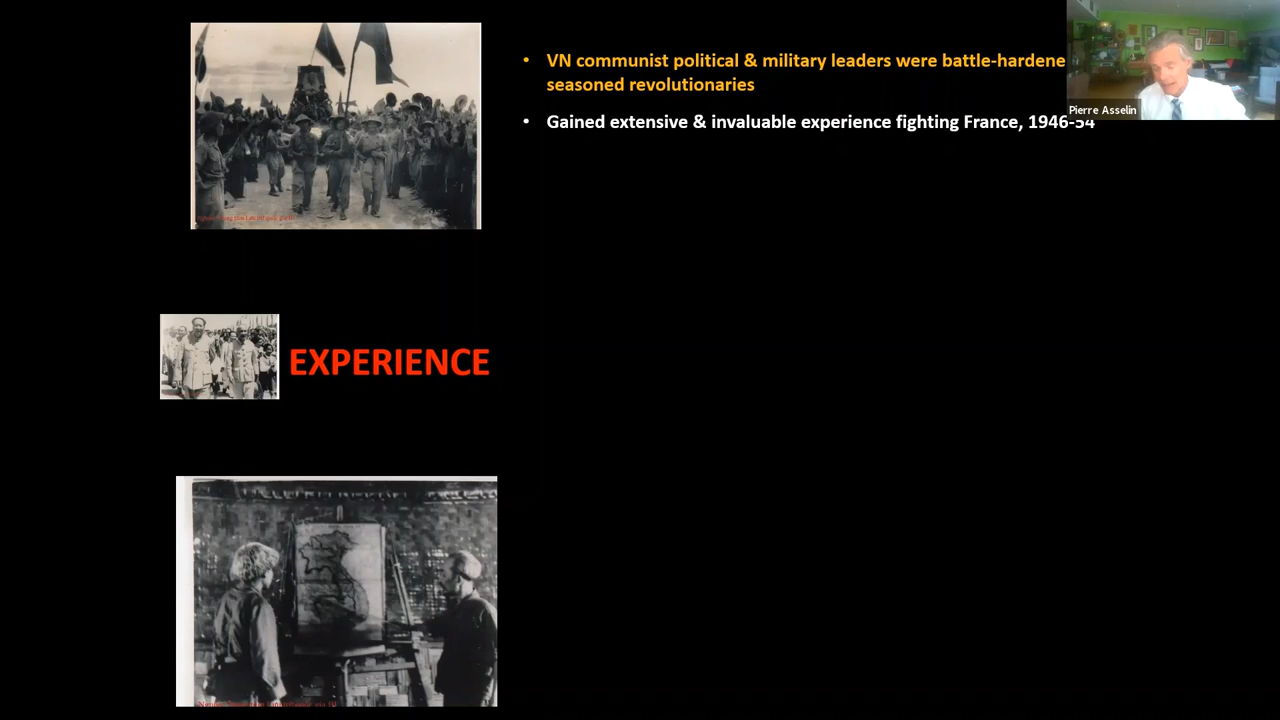 • VN communist political & military leaders were battle-hardene
seasoned revolutionaries
• Gained extensive & invaluable experience fighting France, 1946-54
Pierre Asselin
EXPERIENCE